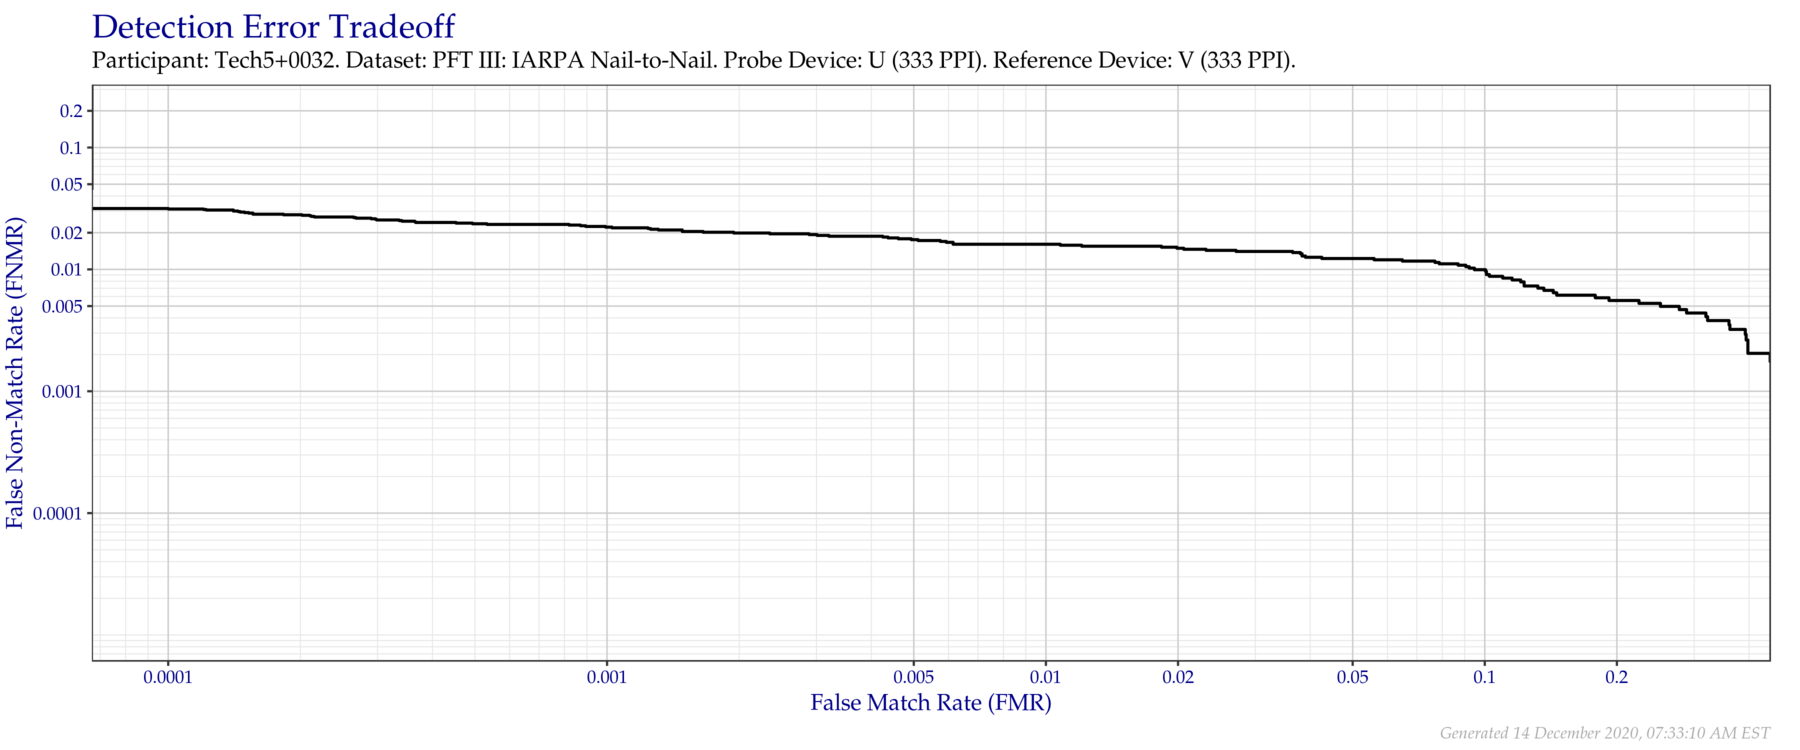 Detection Error Tradeoff
Participant: Tech5+0032. Dataset: PFT III: IARPA Nail-to-Nail. Probe Device: U (333 PPI). Reference Device: V (333 PPI).
False Non-Match Rate (FNMR)
0.2
0.1
0.05
0.02
0.01
0.005
0.001
0.0001
0.0001 0.001 0.005 0.01 0.02 0.05 0.1 0.2
False Match Rate (FMR)
Generated 14 December 2020, 07:33:10 AM EST